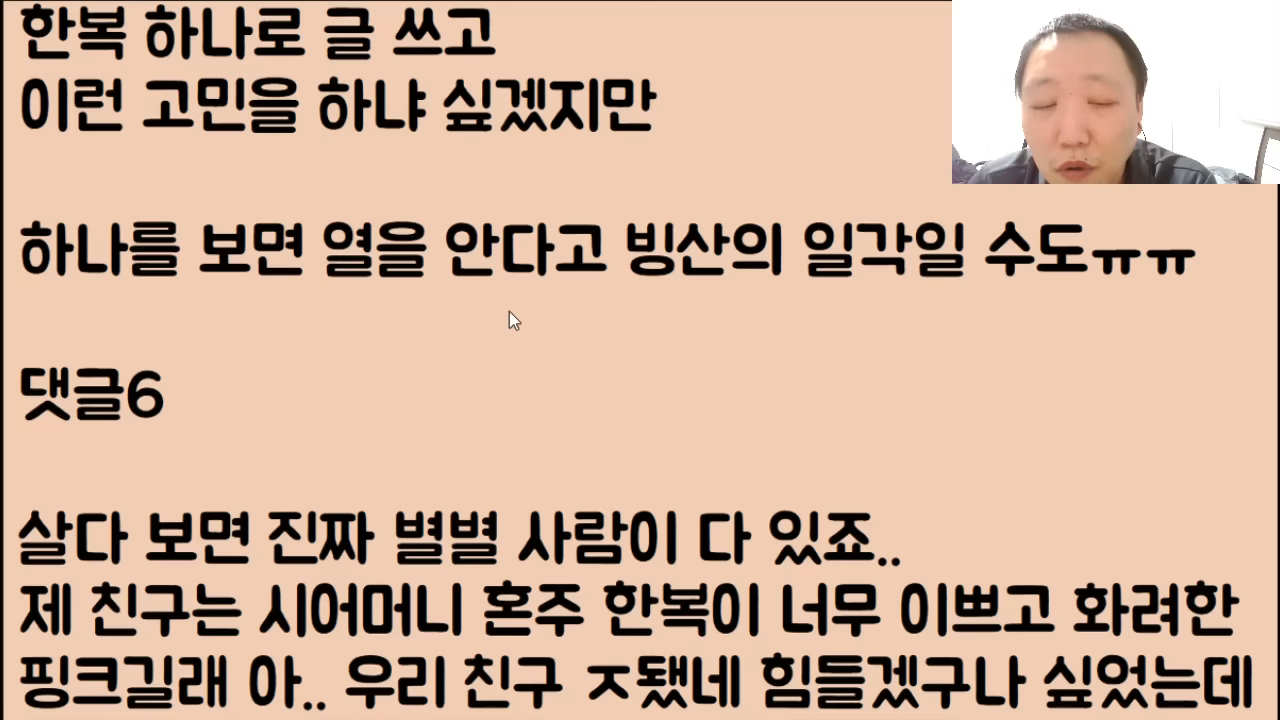 한복 하나로 글 쓰고
이런 고민을 하냐 싶겠지만
하나를 보면 열을 안다고 빙산의 일각일 수도ㅠㅠ
댓글6
살다 보면 진짜 별별 사람이 다 있죠..
제 친구는 시어머니 혼주 한복이 너무 이쁘고 화려한
핑크길래 아.. 우리 친구 ㅈ됐네 힘들겠구나 싶었는데